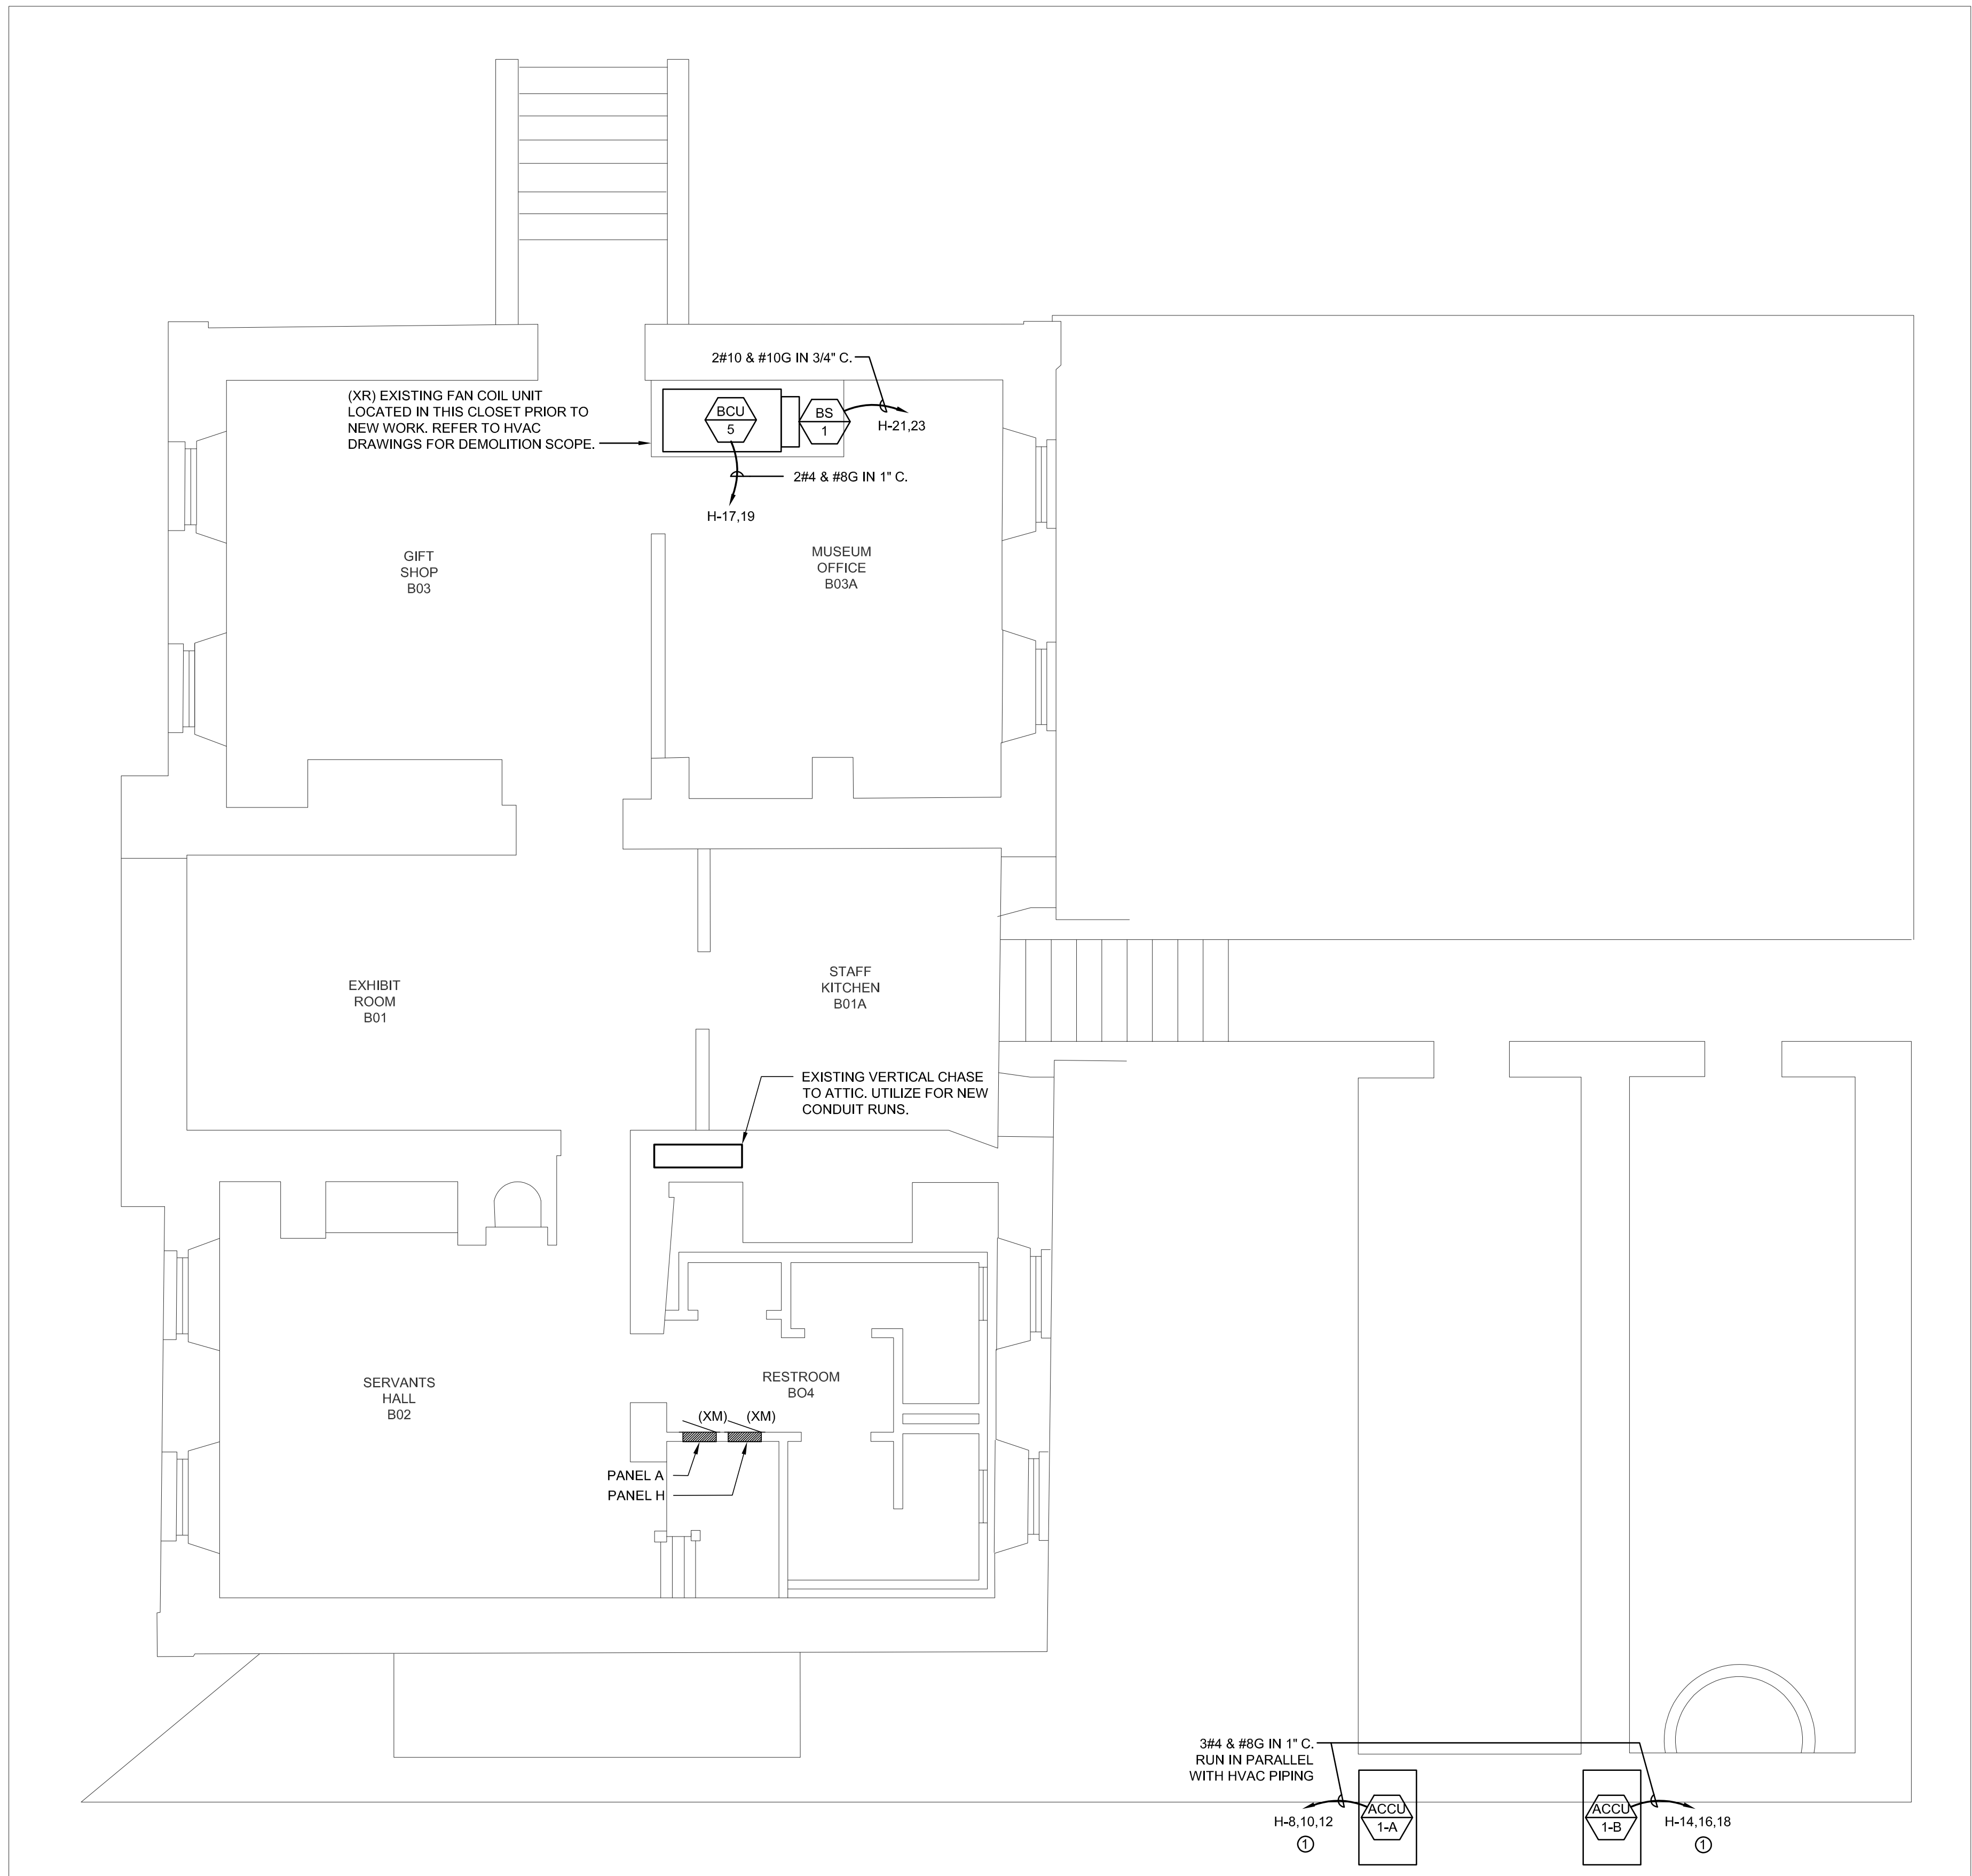 2#10 & #10G IN 3/4" C.
(XR) EXISTING FAN COIL UNIT
LOCATED IN THIS CLOSET PRIOR TO
NEW WORK. REFER TO HVAC
DRAWINGS FOR DEMOLITION SCOPE.
BCU
5
BS
1
H-21,23
2#4 & #8G IN 1" C.
H-17,19
GIFT
SHOP
B03
MUSEUM
OFFICE
B03A
EXHIBIT
ROOM
B01
STAFF
KITCHEN
B01A
EXISTING VERTICAL CHASE
TO ATTIC. UTILIZE FOR NEW
CONDUIT RUNS.
SERVANTS
HALL
B02
RESTROOM
BO4
(XM)
(XM)
PANEL A
PANEL H
3#4 & #8G IN 1" C.
RUN IN PARALLEL
WITH HVAC PIPING
H-8,10,12
1
ACCU
1-A
ACCU
1-B
H-14,16,18
1